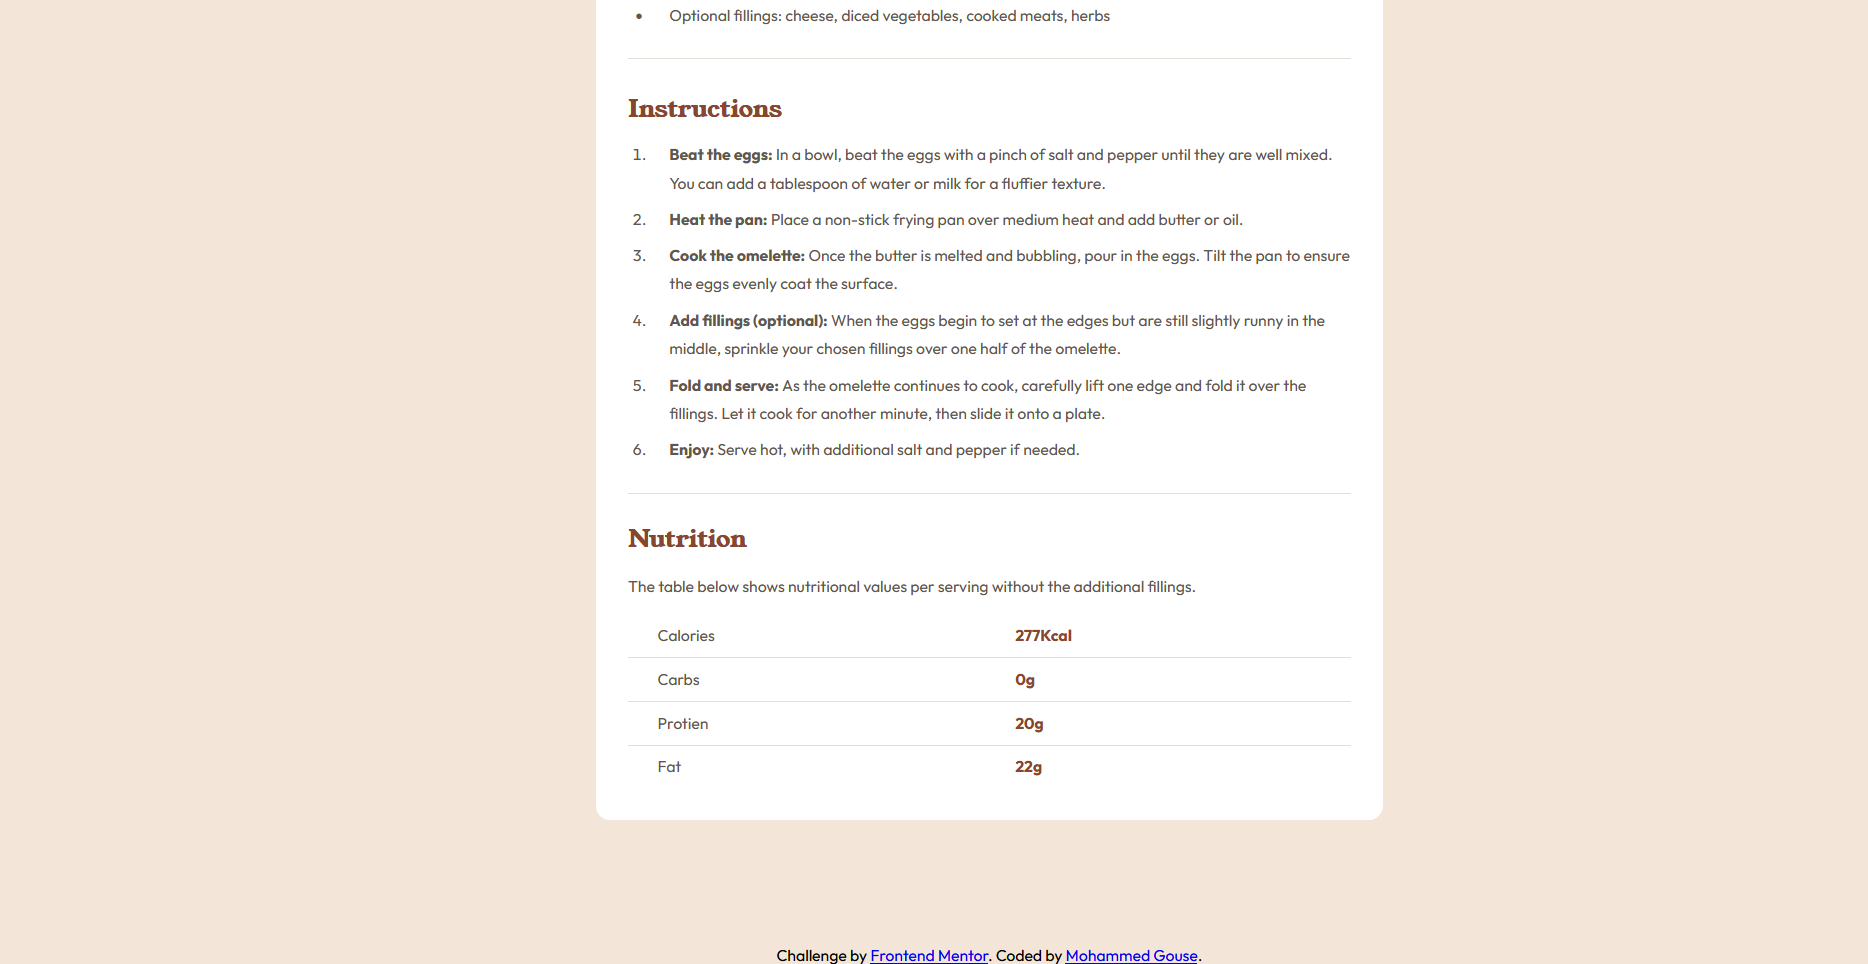 • Optional fillings: cheese, diced vegetables, cooked meats, herbs
Instructions
1. Beat the eggs: In a bowl, beat the eggs with a pinch of salt and pepper until they are well mixed.
You can add a tablespoon of water or milk for a fluffier texture.
2. Heat the pan: Place a non-stick frying pan over medium heat and add butter or oil.
3. Cook the omelette: Once the butter is melted and bubbling, pour in the eggs. Tilt the pan to ensure
the eggs evenly coat the surface.
4. Add fillings (optional): When the eggs begin to set at the edges but are still slightly runny in the
middle, sprinkle your chosen fillings over one half of the omelette.
5. Fold and serve: As the omelette continues to cook, carefully lift one edge and fold it over the
fillings. Let it cook for another minute, then slide it onto a plate.
6. Enjoy: Serve hot, with additional salt and pepper if needed.
Nutrition
The table below shows nutritional values per serving without the additional fillings.
Calories 277Kcal
Carbs 0g
Protien 20g
Fat 22g
Challenge by Frontend Mentor. Coded by Mohammed Gouse.